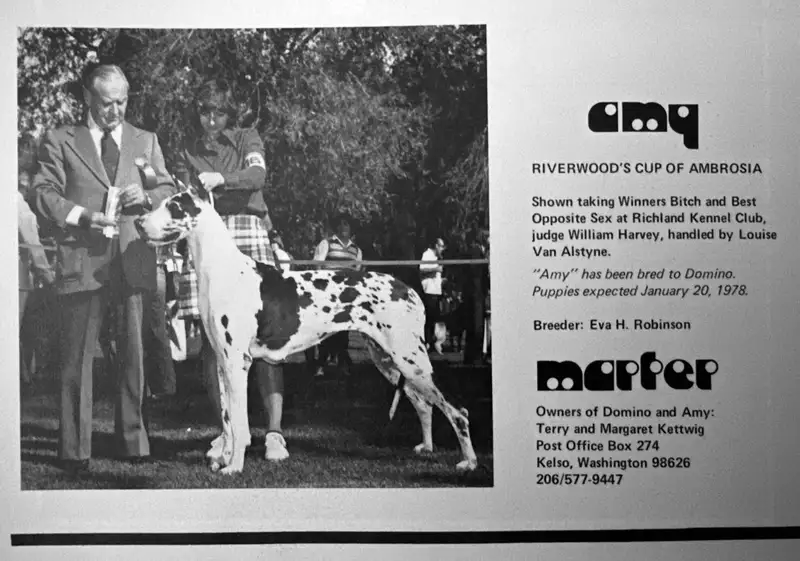 amy
RIVERWOOD'S CUP OF AMBROSIA
Shown taking Winners Bitch and Best
Opposite Sex at Richland Kennel Club,
judge William Harvey, handled by Louise
Van Alstyne.
"Amy" has been bred to Domino.
Puppies expected January 20, 1978.
Breeder: Eva H. Robinson
marter
Owners of Domino and Amy:
Terry and Margaret Kettwig
Post Office Box 274
Kelso, Washington 98626
206/577-9447